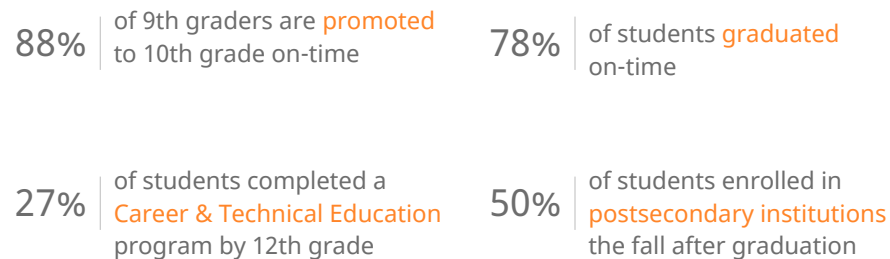 88% of 9th graders are promoted
to 10th grade on-time
78% of students graduated
on-time
27% of students completed a
Career & Technical Education
program by 12th grade
50% of students enrolled in
postsecondary institutions
the fall after graduation